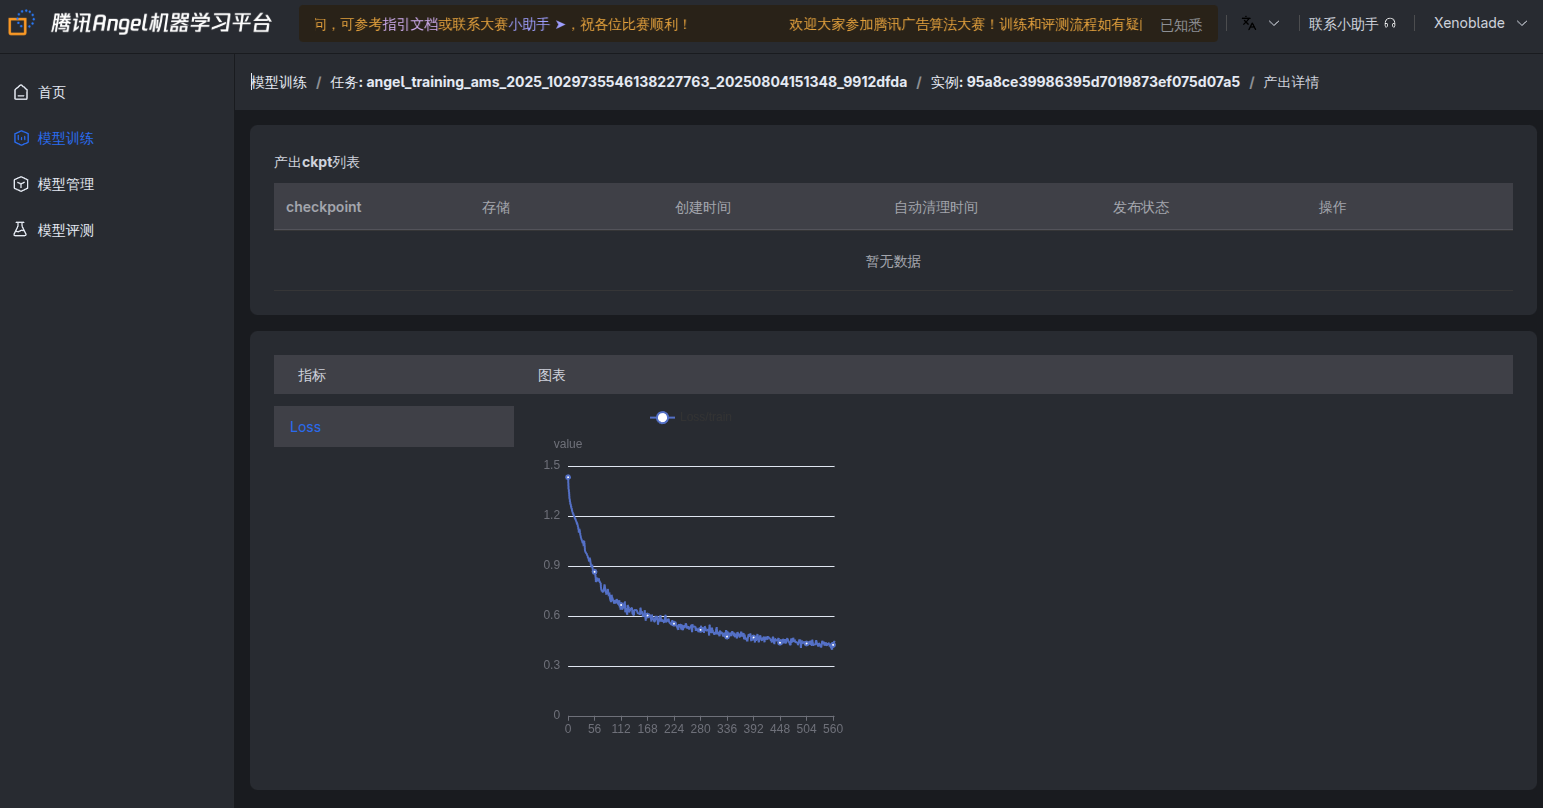 腾讯Angel机器学习平台
问，可参考指引文档或联系大赛小助手 ➤，祝各位比赛顺利！ 欢迎大家参加腾讯广告算法大赛！训练和评测流程如有疑 已知悉
联系小助手
Xenoblade
首页
模型训练
模型管理
模型评测
模型训练 / 任务: angel_training_ams_2025_1029735546138227763_20250804151348_9912dfda / 实例: 95a8ce39986395d7019873ef075d07a5 / 产出详情
产出ckpt列表
checkpoint 存储 创建时间 自动清理时间 发布状态 操作
暂无数据
指标 图表
Loss
Loss/train
value
1.5
1.2
0.9
0.6
0.3
0
0 56 112 168 224 280 336 392 448 504 560